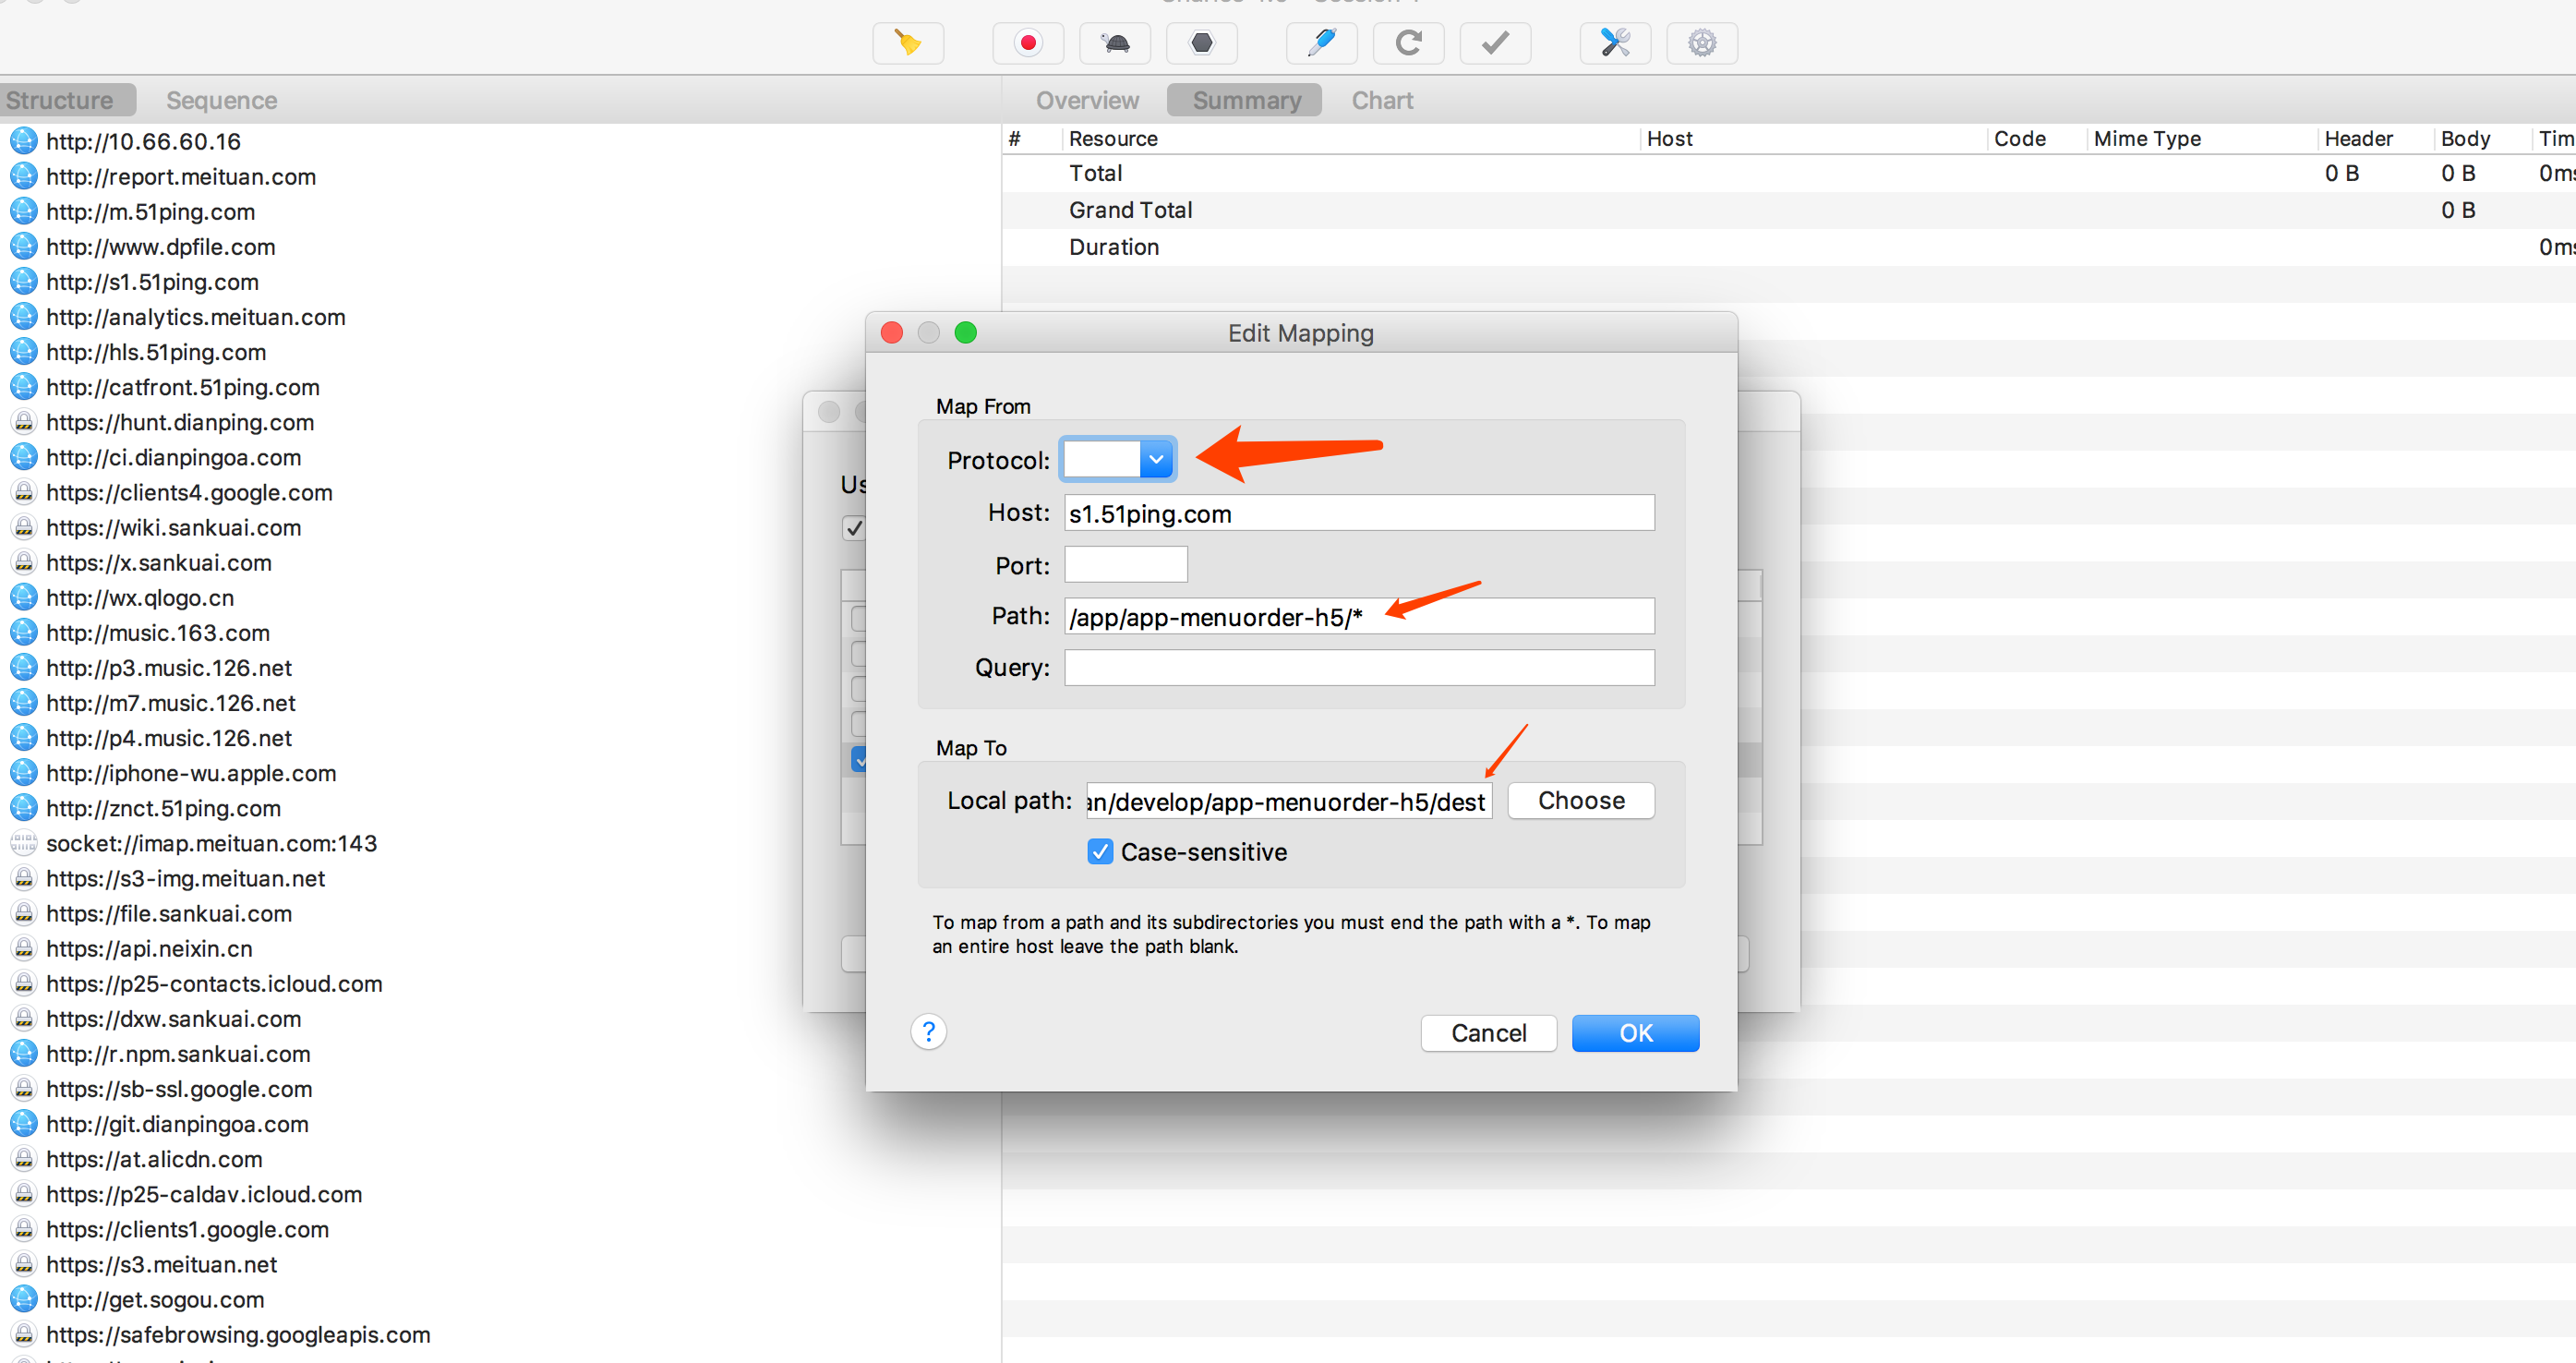 Structure
Sequence
http://10.66.60.16
http://report.meituan.com
http://m.51ping.com
http://www.dpfile.com
http://s1.51ping.com
http://analytics.meituan.com
http://hls.51ping.com
http://catfront.51ping.com
https://hunt.dianping.com
http://ci.dianpingoa.com
https://clients4.google.com
https://wiki.sankuai.com
https://x.sankuai.com
http://wx.qlogo.cn
http://music.163.com
http://p3.music.126.net
http://m7.music.126.net
http://p4.music.126.net
http://iphone-wu.apple.com
http://znct.51ping.com
socket://imap.meituan.com:143
https://s3-img.meituan.net
https://file.sankuai.com
https://api.neixin.cn
https://p25-contacts.icloud.com
https://dxw.sankuai.com
http://r.npm.sankuai.com
https://sb-ssl.google.com
http://git.dianpingoa.com
https://at.alicdn.com
https://p25-caldav.icloud.com
https://clients1.google.com
https://s3.meituan.net
http://get.sogou.com
https://safebrowsing.googleapis.com
Overview
Summary
Chart
# Resource Host Code Mime Type Header Body Tim
Total 0 B 0 B 0ms
Grand Total 0 B
Duration 0ms
Us
Edit Mapping
Map From
Protocol:
Host: s1.51ping.com
Port:
Path: /app/app-menuorder-h5/*
Query:
Map To
Local path: an/develop/app-menuorder-h5/dest Choose
Case-sensitive
To map from a path and its subdirectories you must end the path with a *. To map
an entire host leave the path blank.
? Cancel OK